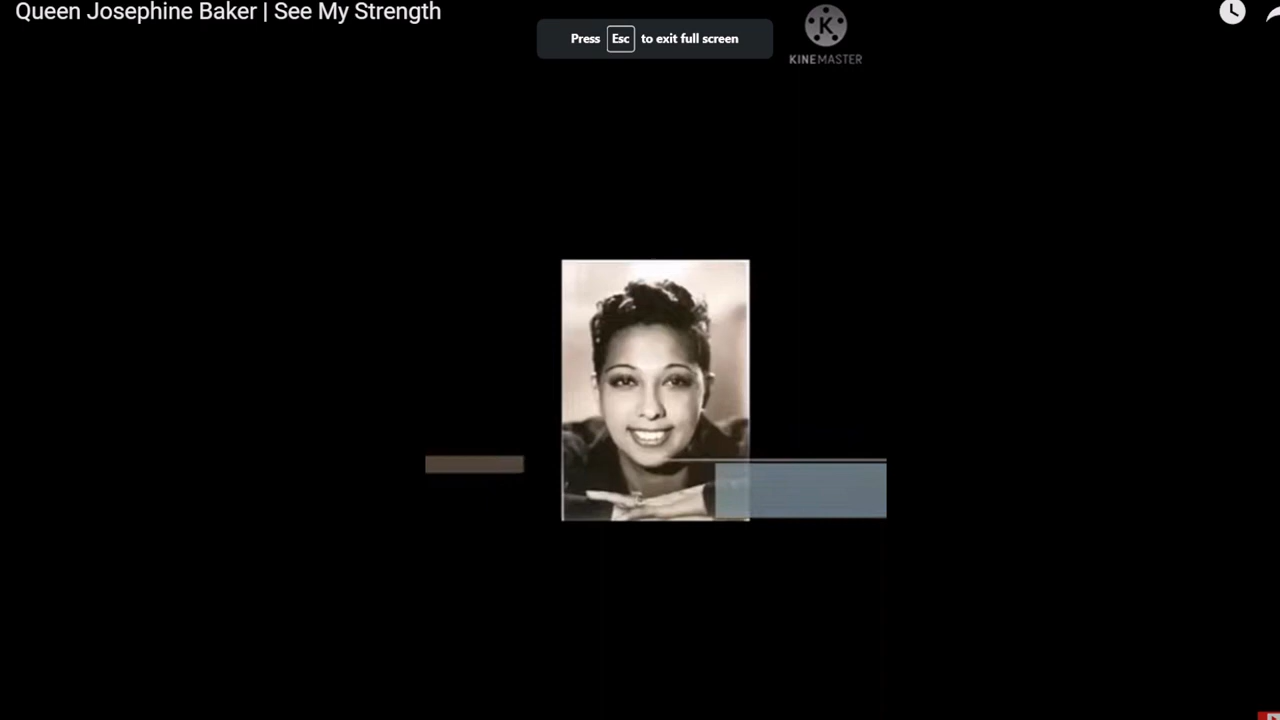 Queen Josephine Baker | See My Strength
Press Esc to exit full screen
KINEMASTER